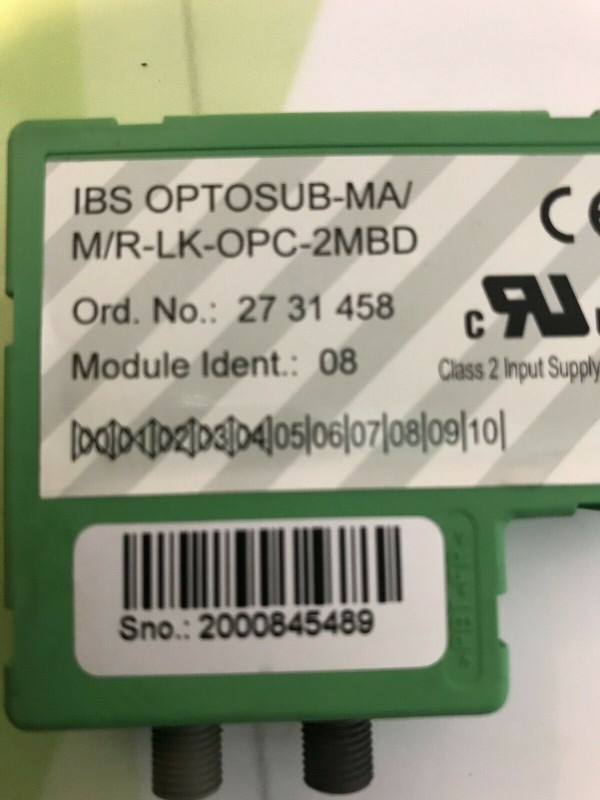 IBS OPTOSUB-MA/
M/R-LK-OPC-2MBD
Ord. No.: 27 31 458
Module Ident.: 08
CE
c
Class 2 Input Supply
|00|01|02|03|04|05|06|07|08|09|10|
Sno.: 2000845489